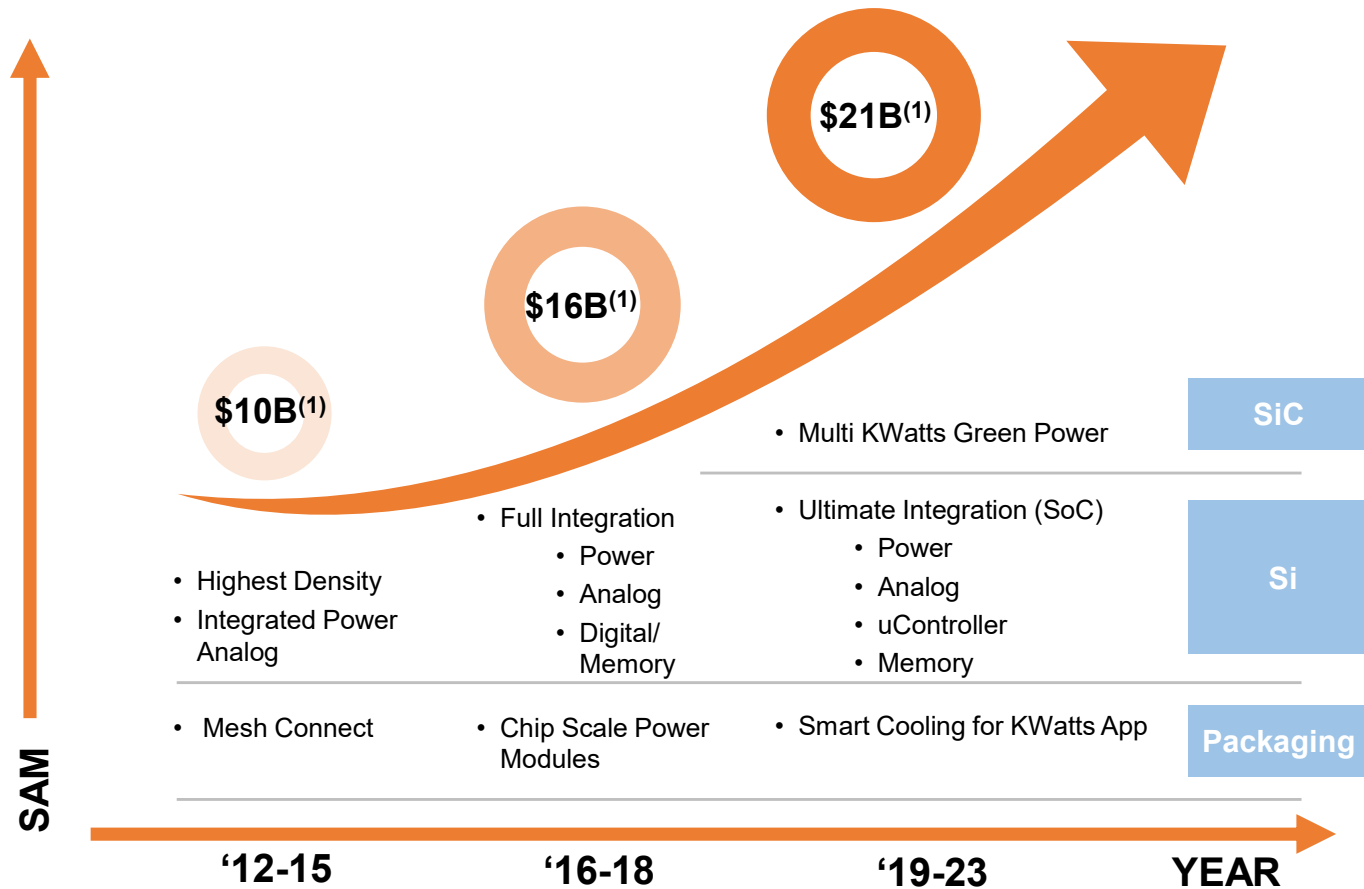 $21B(1)
$16B(1)
$10B(1)
• Multi KWatts Green Power
SiC
• Highest Density
• Integrated Power
Analog
• Full Integration
• Power
• Analog
• Digital/
Memory
• Ultimate Integration (SoC)
• Power
• Analog
• uController
• Memory
Si
• Mesh Connect
• Chip Scale Power
Modules
• Smart Cooling for KWatts App
Packaging
SAM
‘12-15
‘16-18
‘19-23
YEAR